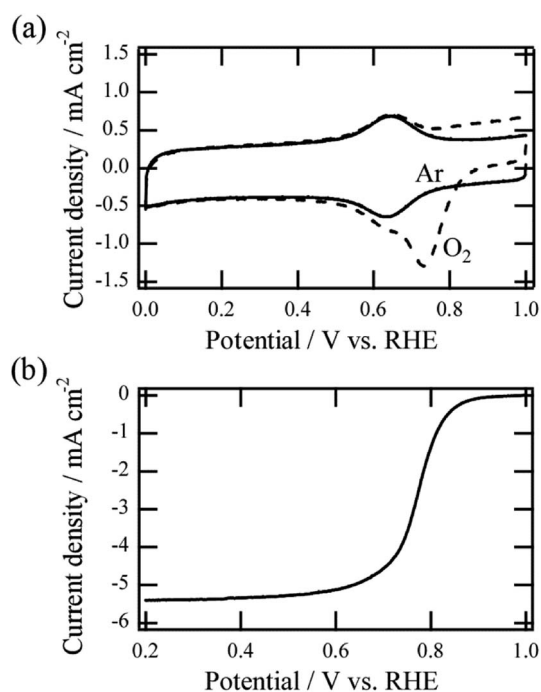 (a)
Current density / mA cm⁻²
1.5
1.0
0.5
0.0
-0.5
-1.0
-1.5
Ar
O₂
0.0 0.2 0.4 0.6 0.8 1.0
Potential / V vs. RHE
(b)
Current density / mA cm⁻²
0
-1
-2
-3
-4
-5
-6
0.2 0.4 0.6 0.8 1.0
Potential / V vs. RHE